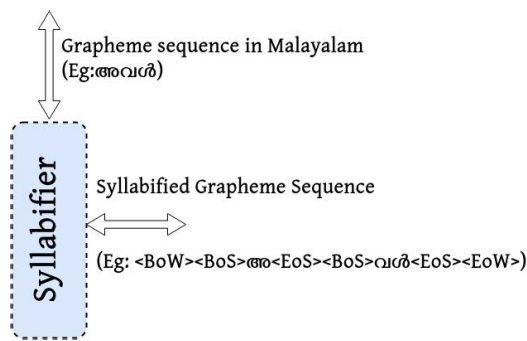 Grapheme sequence in Malayalam
(Eg:അവൾ)
Syllabifier
Syllabified Grapheme Sequence
(Eg: <BoW><BoS>അ<EoS><BoS>വൾ<EoS><EoW>)